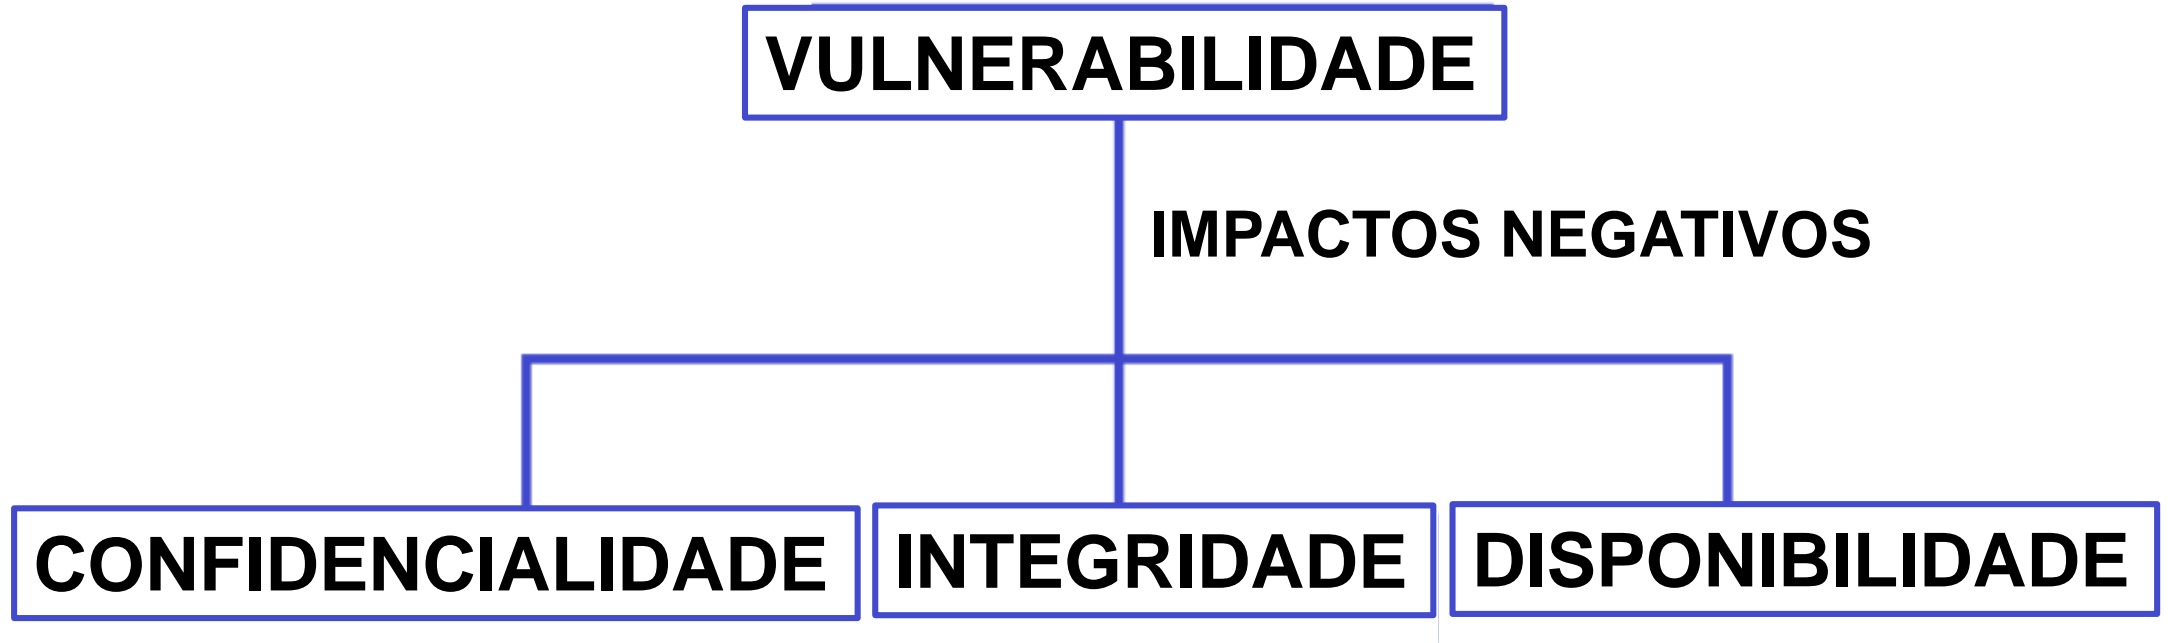 VULNERABILIDADE
IMPACTOS NEGATIVOS
CONFIDENCIALIDADE
INTEGRIDADE
DISPONIBILIDADE